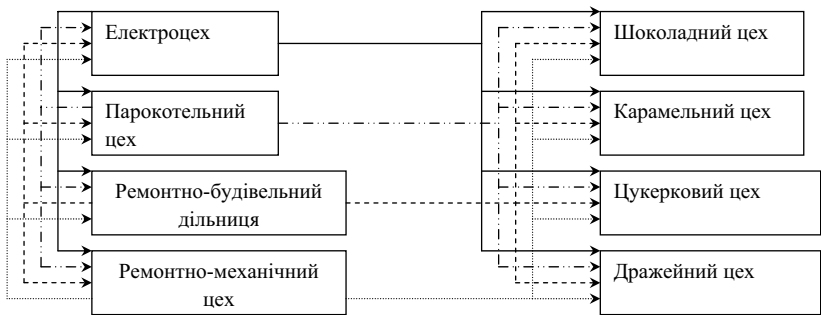 Електроцех
Парокотельний
цех
Ремонтно-будівельний
дільниця
Ремонтно-механічний
цех
Шоколадний цех
Карамельний цех
Цукерковий цех
Дражейний цех